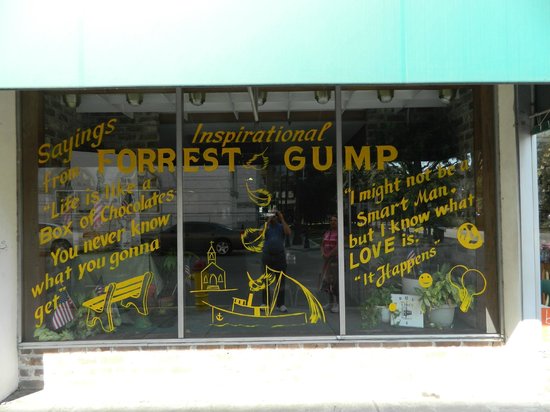 Sayings
from
Inspirational
FORREST GUMP
"Life is like a
Box of Chocolates.
You never know
what you gonna
get."
"I might not be a
Smart Man,
but I know what
LOVE is."
"It Happens"